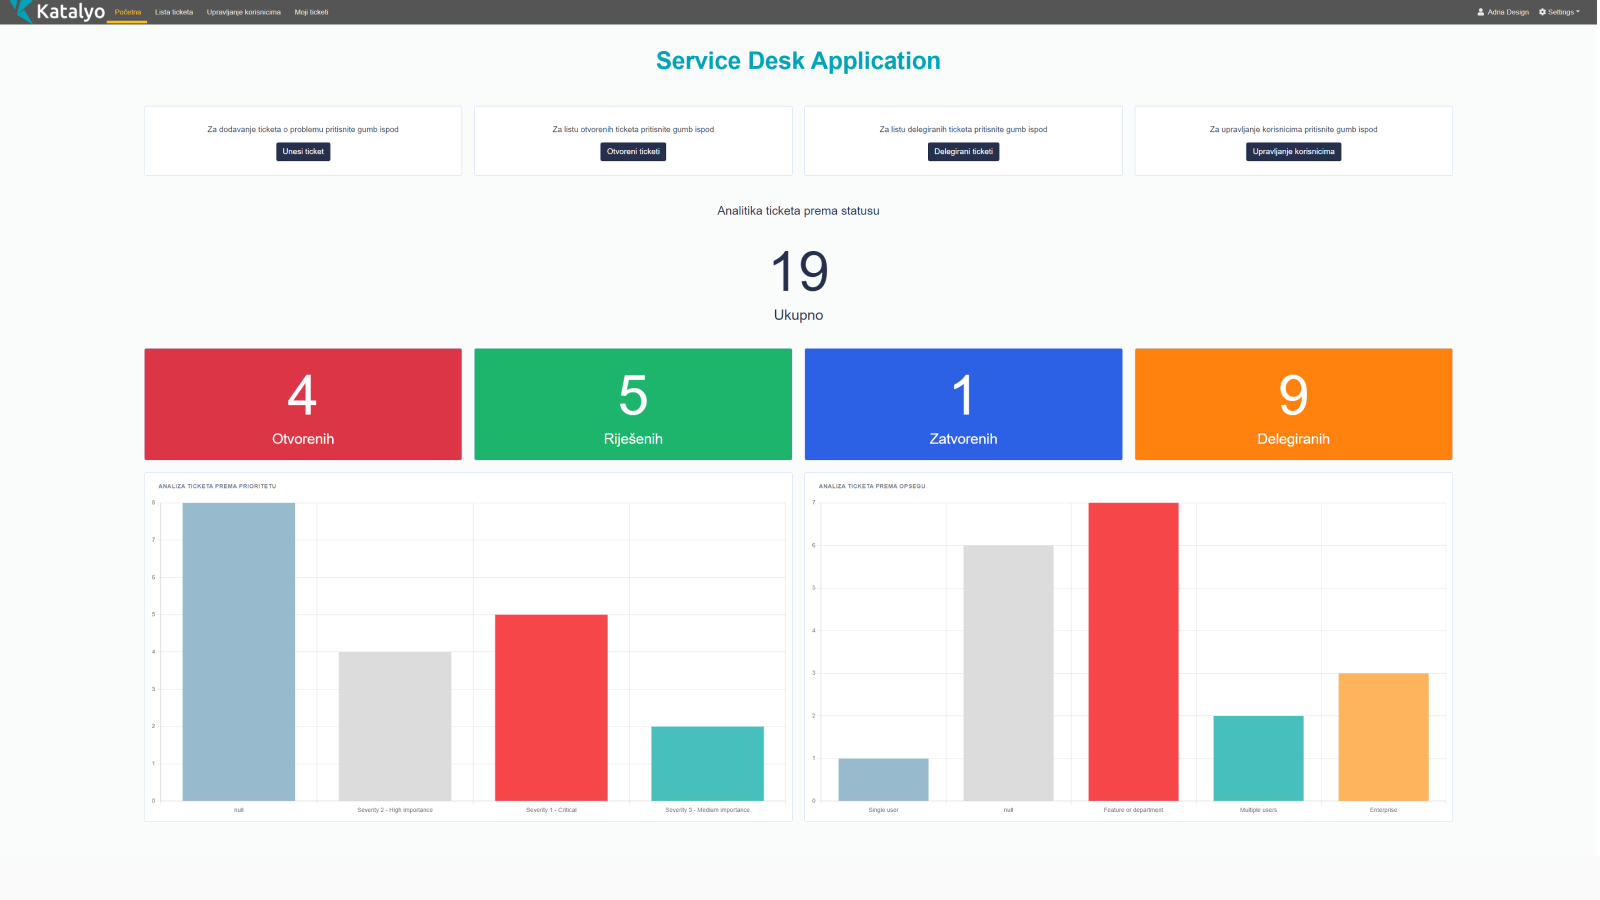 Katalyo Početna Lista ticketa Upravljanje korisnicima Moji ticketi Adria Design Settings
Service Desk Application
Za dodavanje ticketa o problemu pritisnite gumb ispod
Unesi ticket
Za listu otvorenih ticketa pritisnite gumb ispod
Otvoreni ticketi
Za listu delegiranih ticketa pritisnite gumb ispod
Delegirani ticketi
Za upravljanje korisnicima pritisnite gumb ispod
Upravljanje korisnicima
Analitika ticketa prema statusu
19
Ukupno
4
Otvorenih
5
Riješenih
1
Zatvorenih
9
Delegiranih
ANALIZA TICKETA PREMA PRIORITETU
8
7
6
5
4
3
2
1
0
null Severity 2 - High importance Severity 1 - Critical Severity 3 - Medium importance
ANALIZA TICKETA PREMA OPSEGU
7
6
5
4
3
2
1
0
Single user null Feature or department Multiple users Enterprise